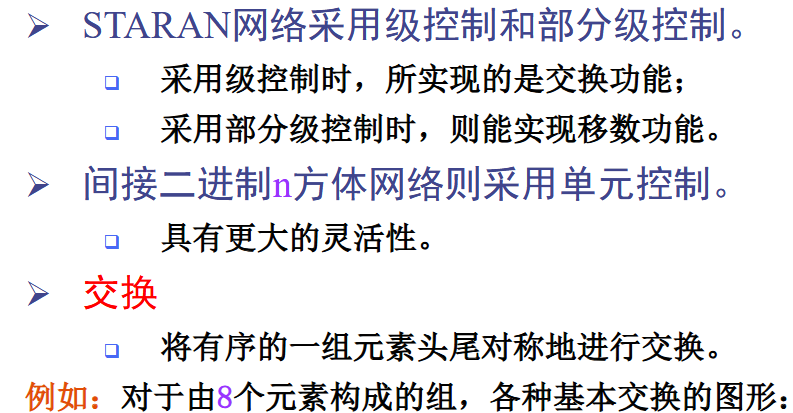 ➢ STARAN网络采用级控制和部分级控制。
❑ 采用级控制时，所实现的是交换功能；
❑ 采用部分级控制时，则能实现移数功能。
➢ 间接二进制n方体网络则采用单元控制。
❑ 具有更大的灵活性。
➢ 交换
❑ 将有序的一组元素头尾对称地进行交换。
例如：对于由8个元素构成的组，各种基本交换的图形：